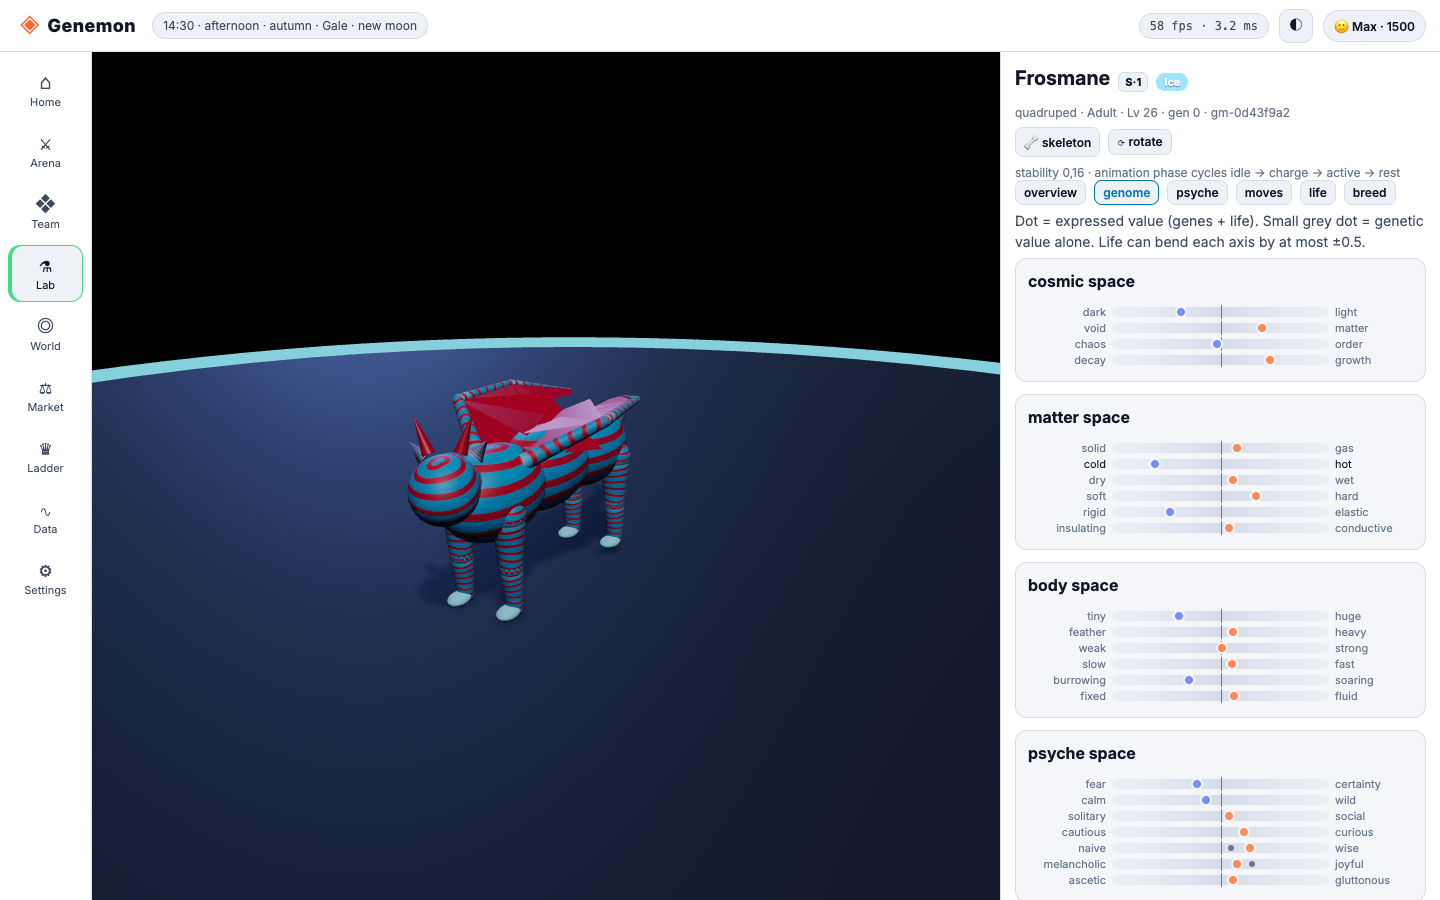 Genemon
14:30 · afternoon · autumn · Gale · new moon
58 fps · 3.2 ms
Max · 1500
Home
Arena
Team
Lab
World
Market
Ladder
Data
Settings
Frosmane S·1 Ice
quadruped · Adult · Lv 26 · gen 0 · gm-0d43f9a2
skeleton rotate
stability 0,16 · animation phase cycles idle → charge → active → rest
overview genome psyche moves life breed
Dot = expressed value (genes + life). Small grey dot = genetic
value alone. Life can bend each axis by at most ±0.5.
cosmic space
dark light
void matter
chaos order
decay growth
matter space
solid gas
cold hot
dry wet
soft hard
rigid elastic
insulating conductive
body space
tiny huge
feather heavy
weak strong
slow fast
burrowing soaring
fixed fluid
psyche space
fear certainty
calm wild
solitary social
cautious curious
naive wise
melancholic joyful
ascetic gluttonous